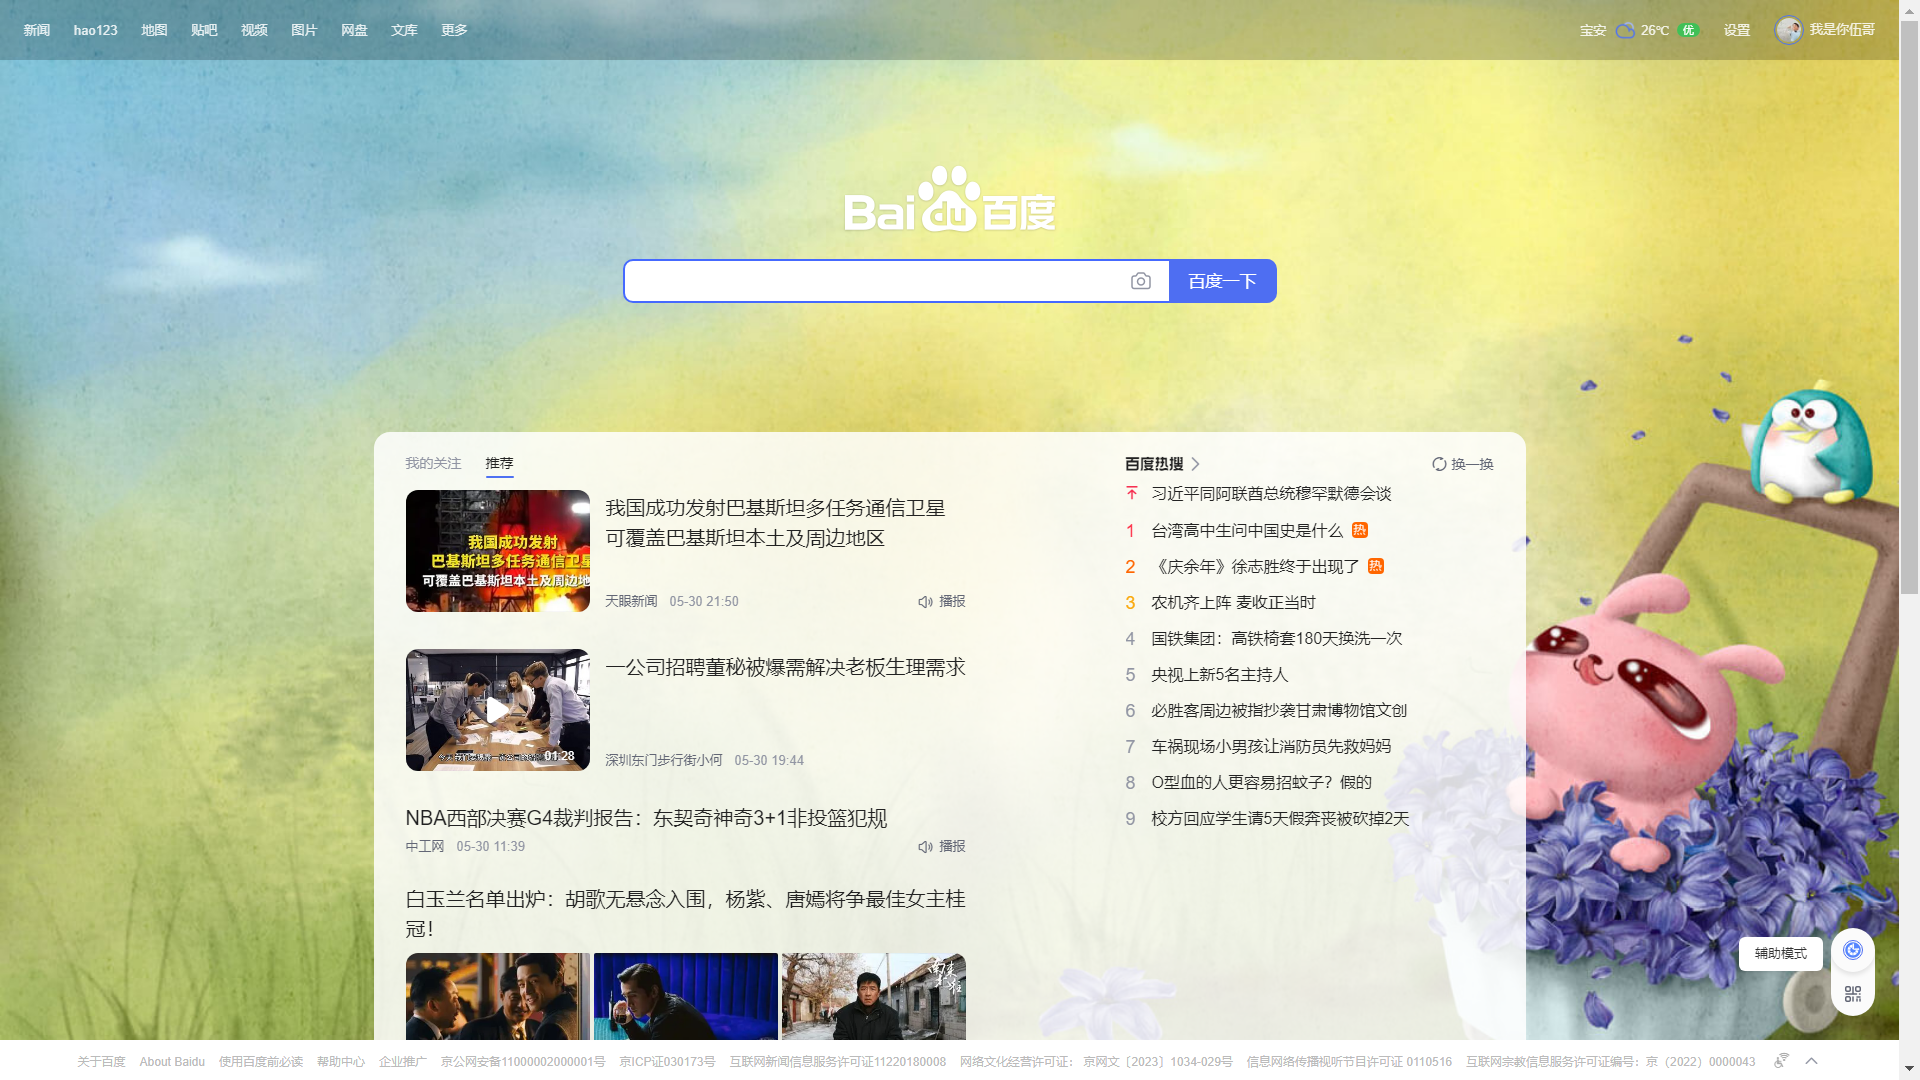 新闻
hao123
地图
贴吧
视频
图片
网盘
文库
更多
宝安
26℃
优
设置
我是你伍哥
Bai du 百度
百度一下
我的关注
推荐
我国成功发射
巴基斯坦多任务通信卫星
可覆盖巴基斯坦本土及周边地
我国成功发射巴基斯坦多任务通信卫星
可覆盖巴基斯坦本土及周边地区
天眼新闻 05-30 21:50
播报
01:28
一公司招聘董秘被爆需解决老板生理需求
深圳东门步行街小何 05-30 19:44
NBA西部决赛G4裁判报告：东契奇神奇3+1非投篮犯规
中工网 05-30 11:39
播报
白玉兰名单出炉：胡歌无悬念入围，杨紫、唐嫣将争最佳女主桂
冠！
百度热搜
换一换
习近平同阿联酋总统穆罕默德会谈
1 台湾高中生问中国史是什么 热
2 《庆余年》徐志胜终于出现了 热
3 农机齐上阵 麦收正当时
4 国铁集团：高铁椅套180天换洗一次
5 央视上新5名主持人
6 必胜客周边被指抄袭甘肃博物馆文创
7 车祸现场小男孩让消防员先救妈妈
8 O型血的人更容易招蚊子？假的
9 校方回应学生请5天假奔丧被砍掉2天
辅助模式
关于百度 About Baidu 使用百度前必读 帮助中心 企业推广 京公网安备11000002000001号 京ICP证030173号 互联网新闻信息服务许可证11220180008 网络文化经营许可证： 京网文〔2023〕1034-029号 信息网络传播视听节目许可证 0110516 互联网宗教信息服务许可证编号：京（2022）0000043